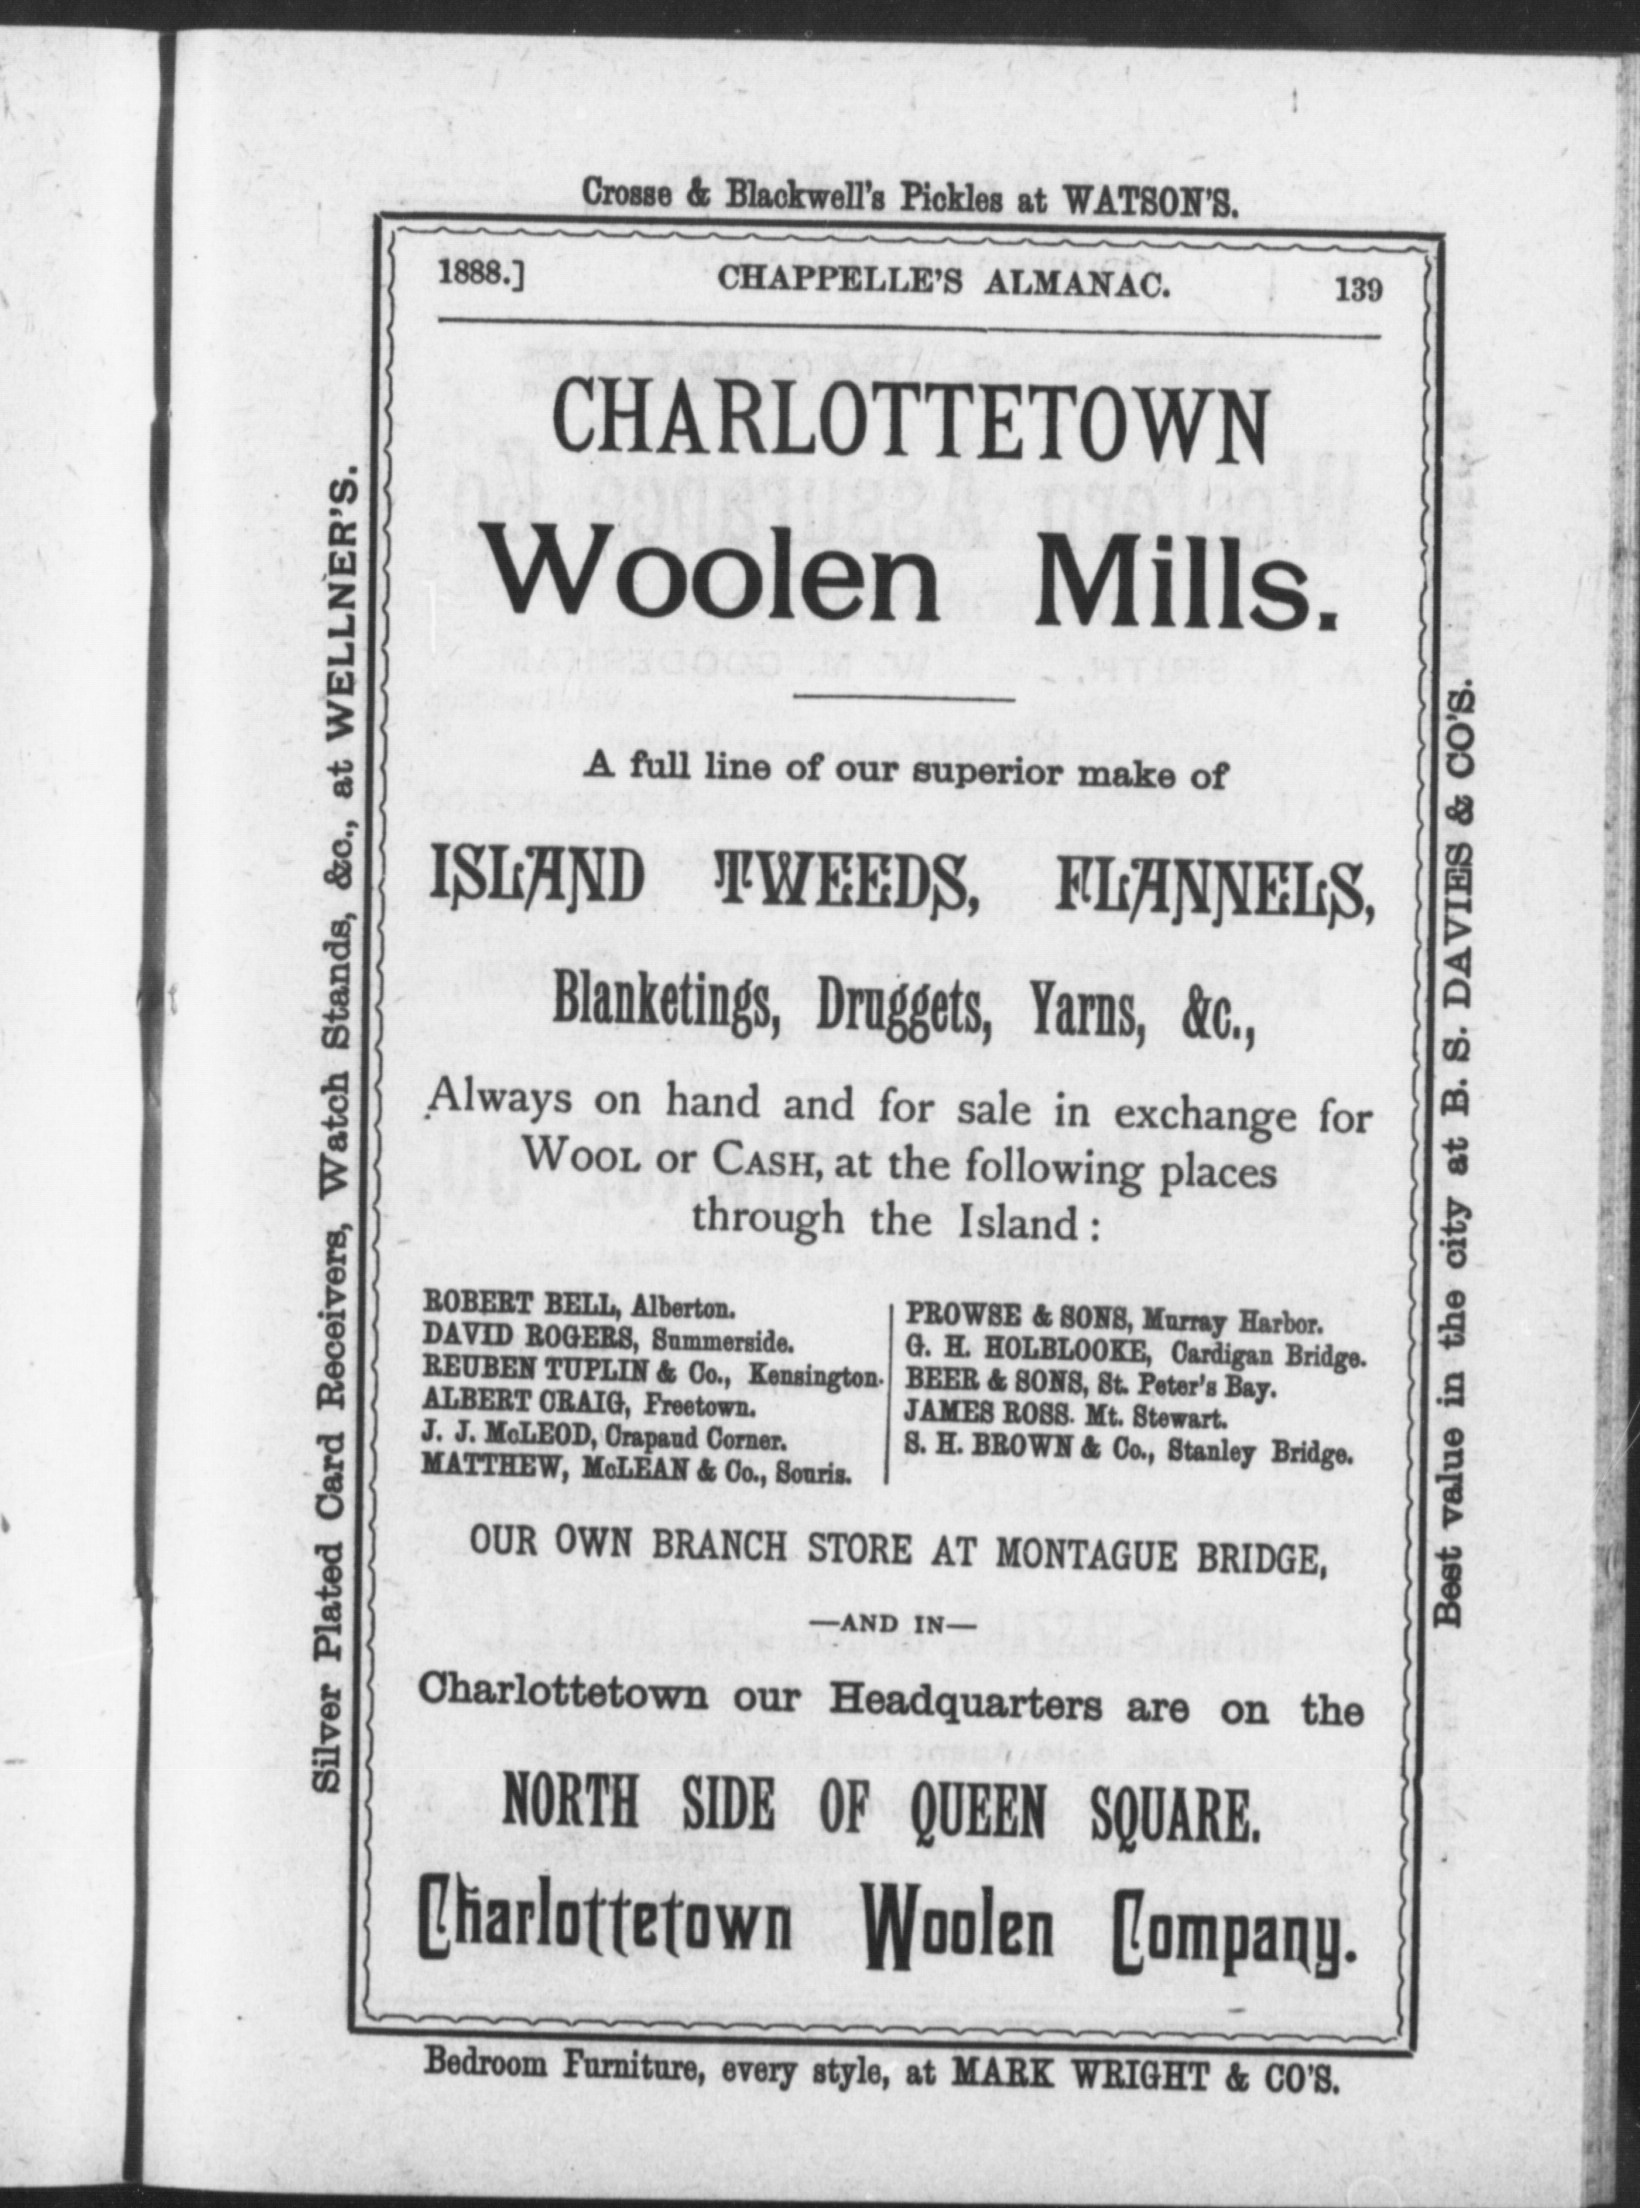 Crosse & Blackwell's Pickles at WATSON'S.
1888.] CHAPPELLE'S ALMANAC. 139
CHARLOTTETOWN
Woolen Mills.
A full line of our superior make of
ISLAND TWEEDS, FLANNELS,
Blanketings, Druggets, Yarns, &c.,
Always on hand and for sale in exchange for
WOOL or CASH, at the following places
through the Island :
ROBERT BELL, Alberton.
DAVID ROGERS, Summerside.
REUBEN TUPLIN & Co., Kensington.
ALBERT CRAIG, Freetown.
J. J. McLEOD, Crapaud Corner.
MATTHEW, McLEAN & Co., Souris.
PROWSE & SONS, Murray Harbor.
G. H. HOLBLOOKE, Cardigan Bridge.
BEER & SONS, St. Peter's Bay.
JAMES ROSS. Mt. Stewart.
S. H. BROWN & Co., Stanley Bridge.
OUR OWN BRANCH STORE AT MONTAGUE BRIDGE,
—AND IN—
Charlottetown our Headquarters are on the
NORTH SIDE OF QUEEN SQUARE.
Charlottetown Woolen Company.
Bedroom Furniture, every style, at MARK WRIGHT & CO'S.
Silver Plated Card Receivers, Watch Stands, &c., at WELLNER'S.
Best value in the city at B. S. DAVIES & CO'S.